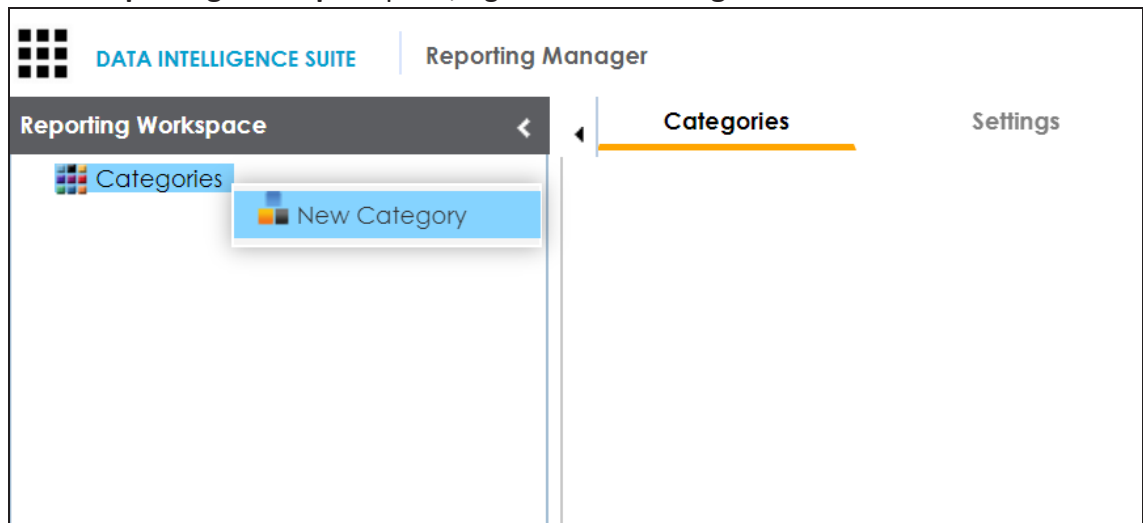 DATA INTELLIGENCE SUITE Reporting Manager
Reporting Workspace Categories Settings
Categories
New Category